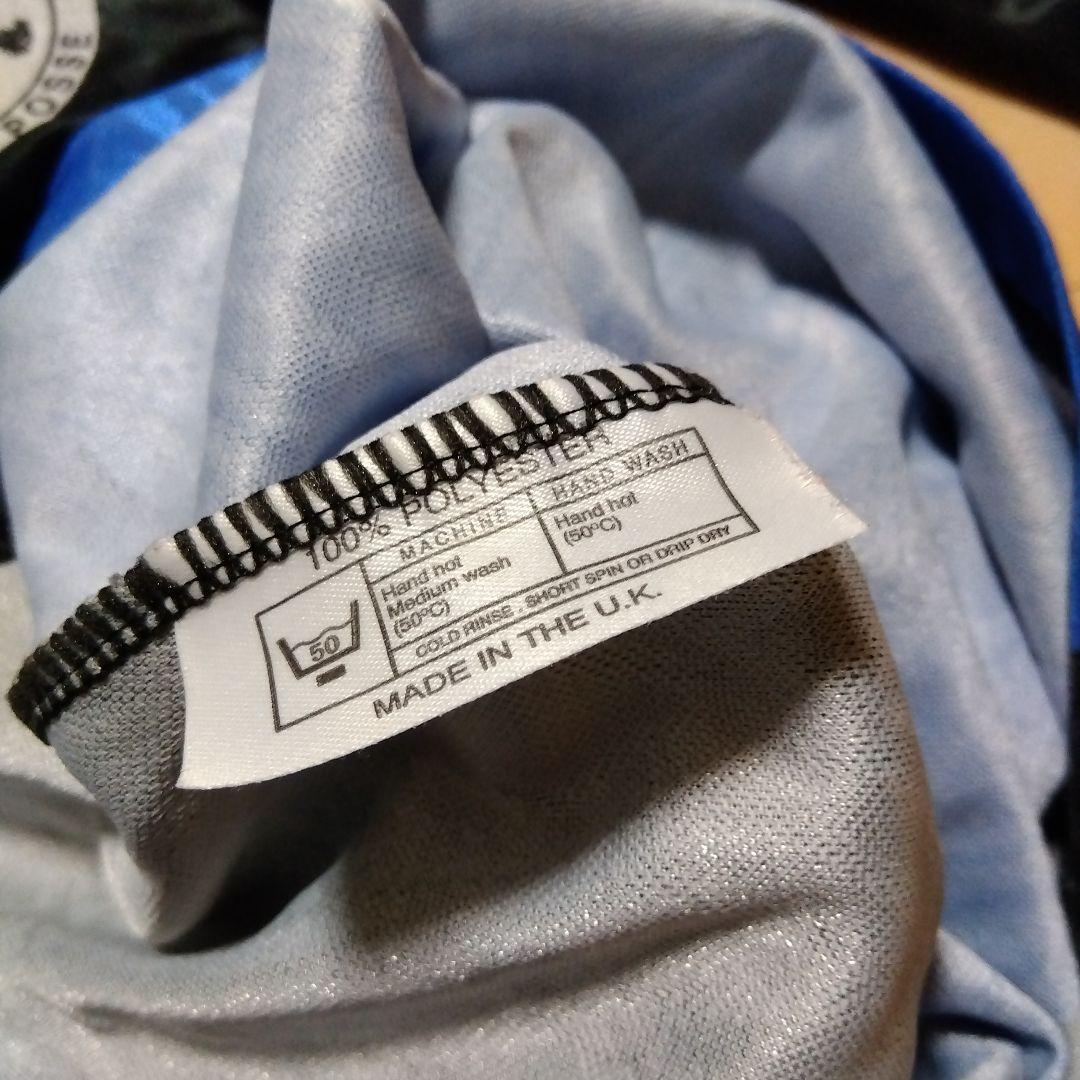 POSSE
100% POLYESTER
MACHINE
HAND WASH
50
Hand hot
Medium wash
(50°C)
Hand hot
(50°C)
COLD RINSE . SHORT SPIN OR DRIP DRY
MADE IN THE U.K.